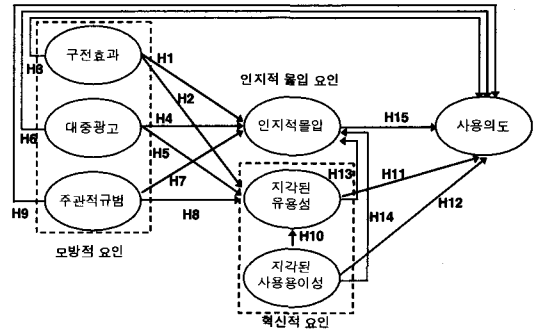 구전효과
H1
인지적 몰입 요인
H3
H2
대중광고
H4
인지적몰입
H15
사용의도
H6
H5
H7
지각된
유용성
H13
H11
주관적규범
H9
H8
H14
H12
H10
모방적 요인
지각된
사용용이성
혁신적 요인